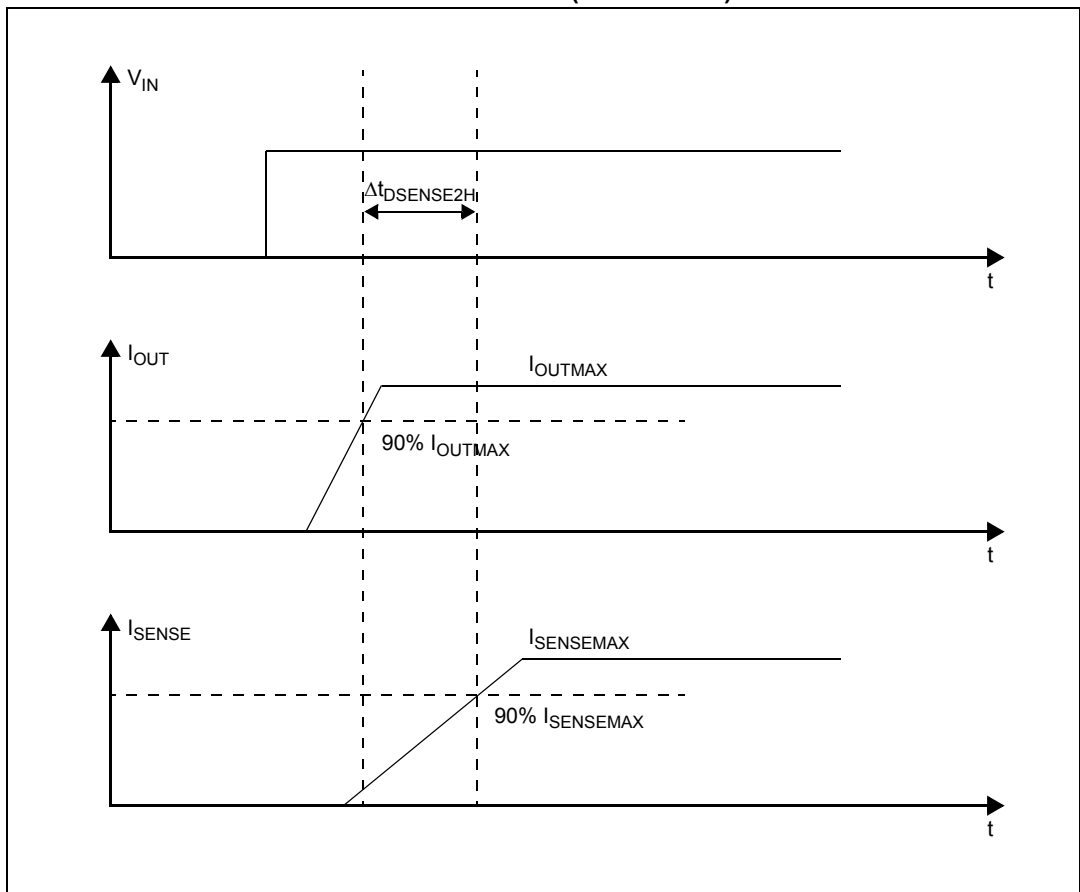 V_IN
Δt_DSENSE2H
t
I_OUT
I_OUTMAX
90% I_OUTMAX
t
I_SENSE
I_SENSEMAX
90% I_SENSEMAX
t